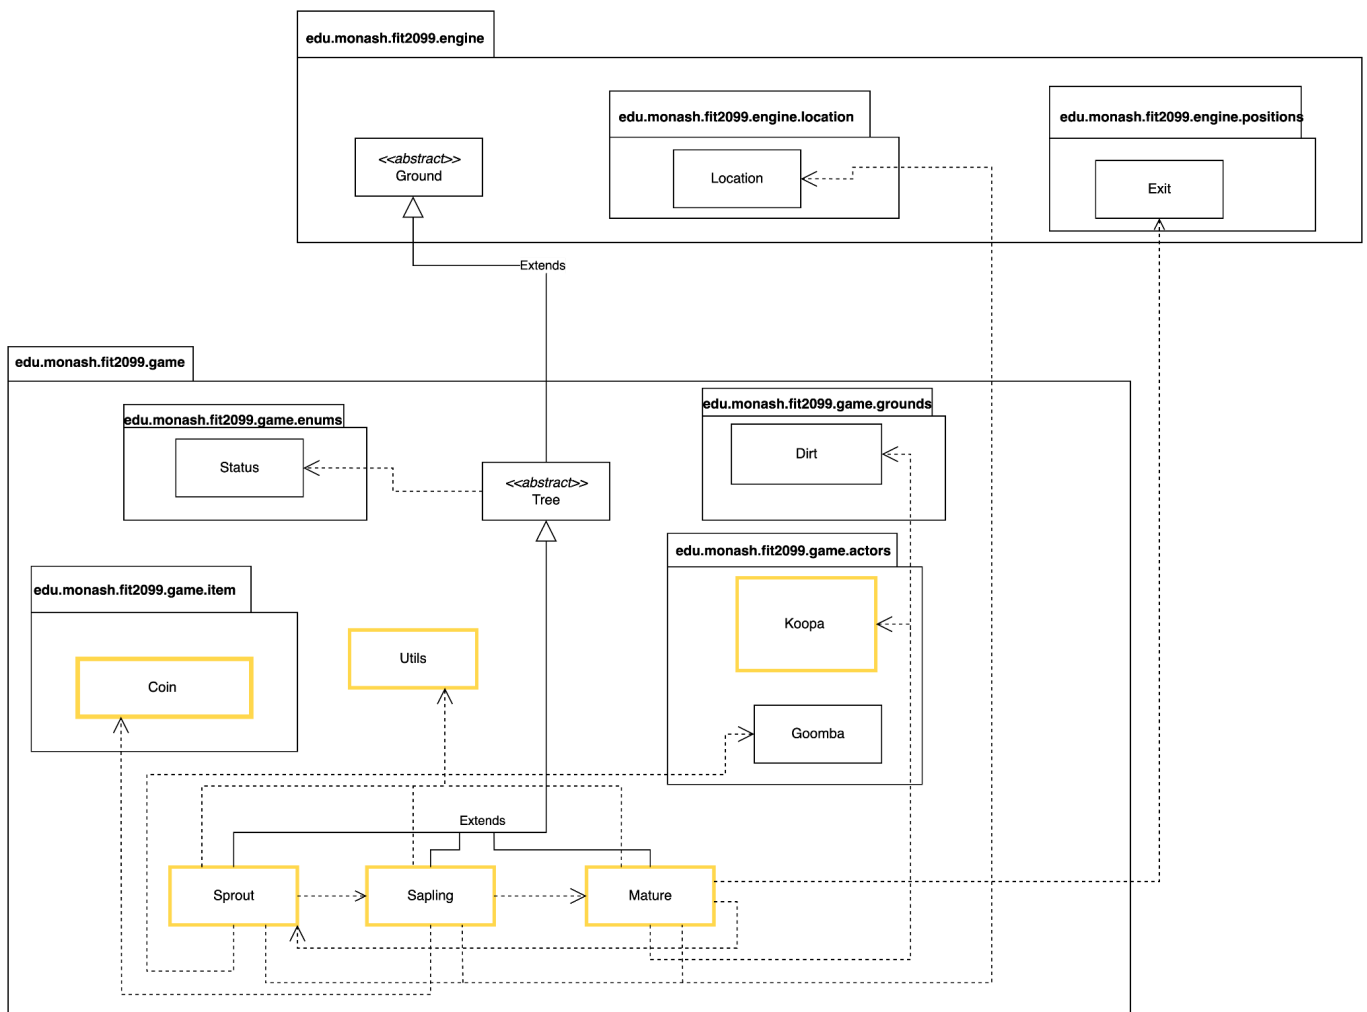 edu.monash.fit2099.engine
edu.monash.fit2099.engine.location
edu.monash.fit2099.engine.positions
<<abstract>>
Ground
Location
Exit
Extends
edu.monash.fit2099.game
edu.monash.fit2099.game.enums
Status
<<abstract>>
Tree
edu.monash.fit2099.game.grounds
Dirt
edu.monash.fit2099.game.actors
Koopa
Goomba
edu.monash.fit2099.game.item
Coin
Utils
Extends
Sprout
Sapling
Mature